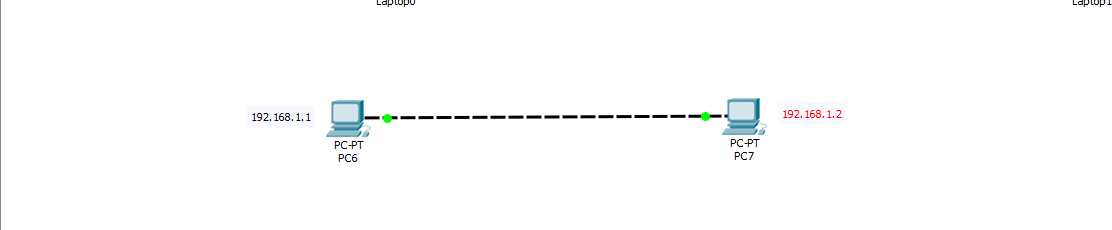 Laptop0
Laptop1
192.168.1.1
192.168.1.2
PC-PT
PC6
PC-PT
PC7